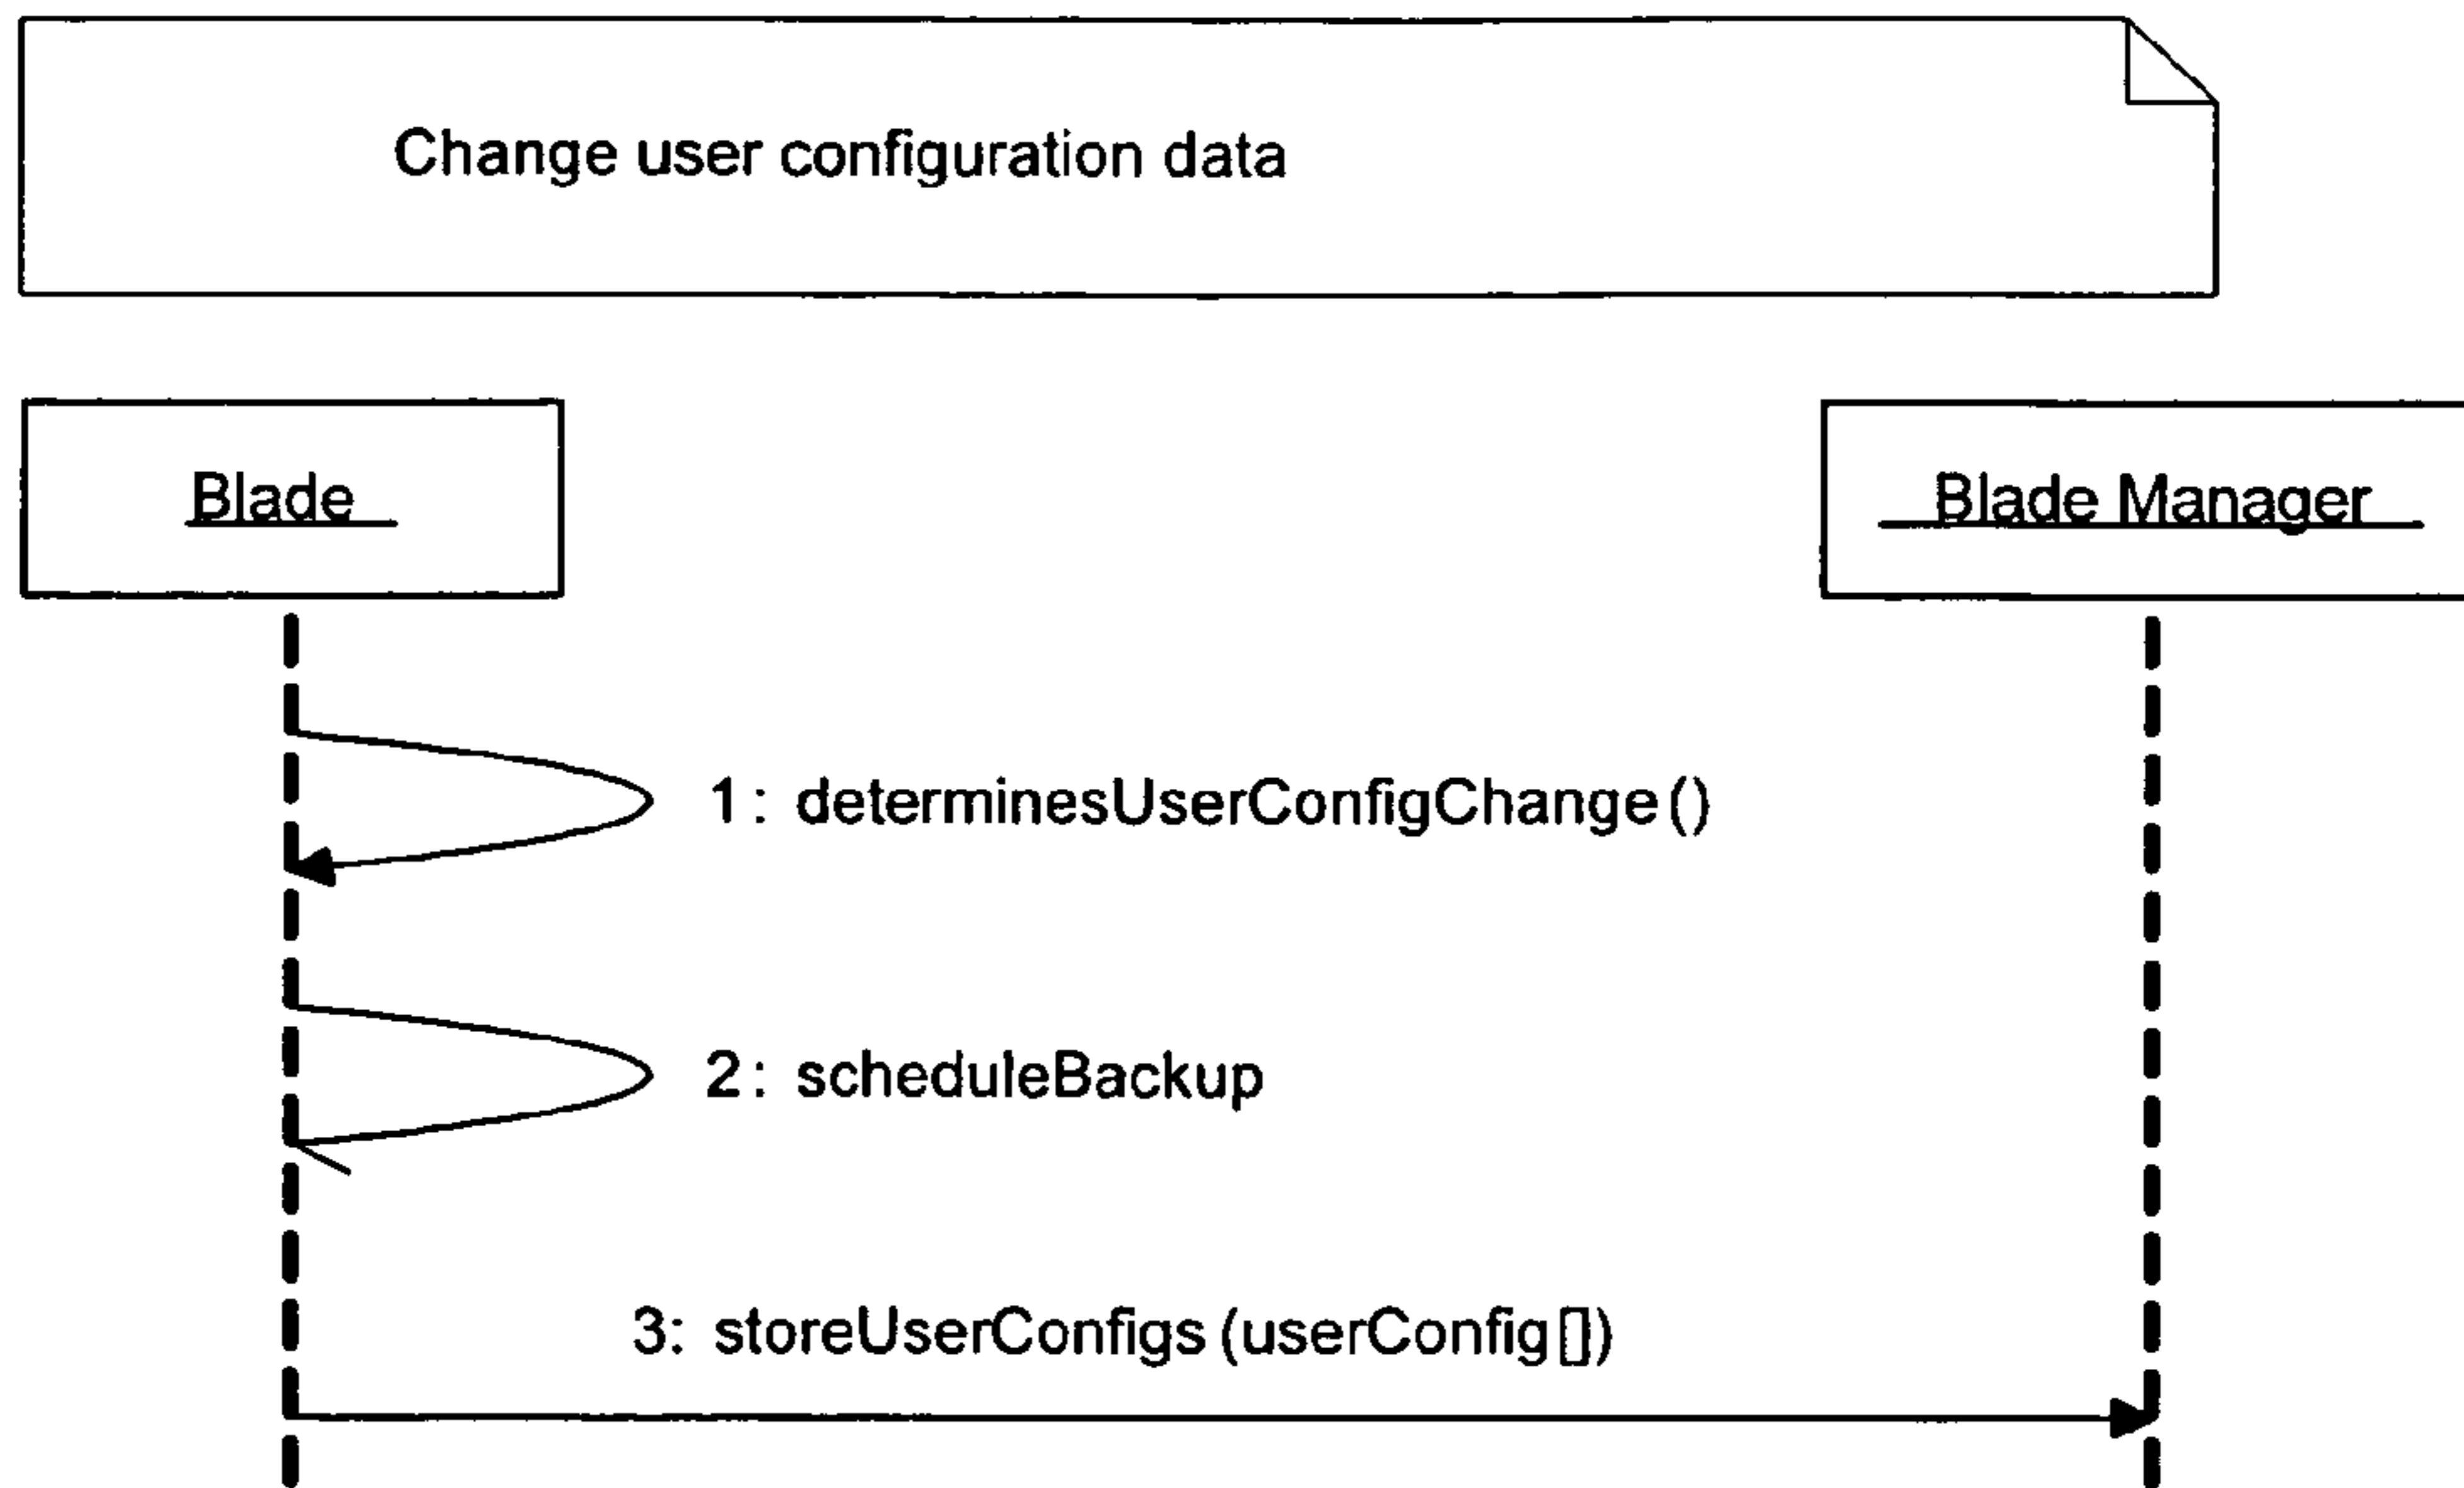 Change user configuration data
Blade
Blade Manager
1: determinesUserConfigChange()
2: scheduleBackup
3: storeUserConfigs(userConfig[])